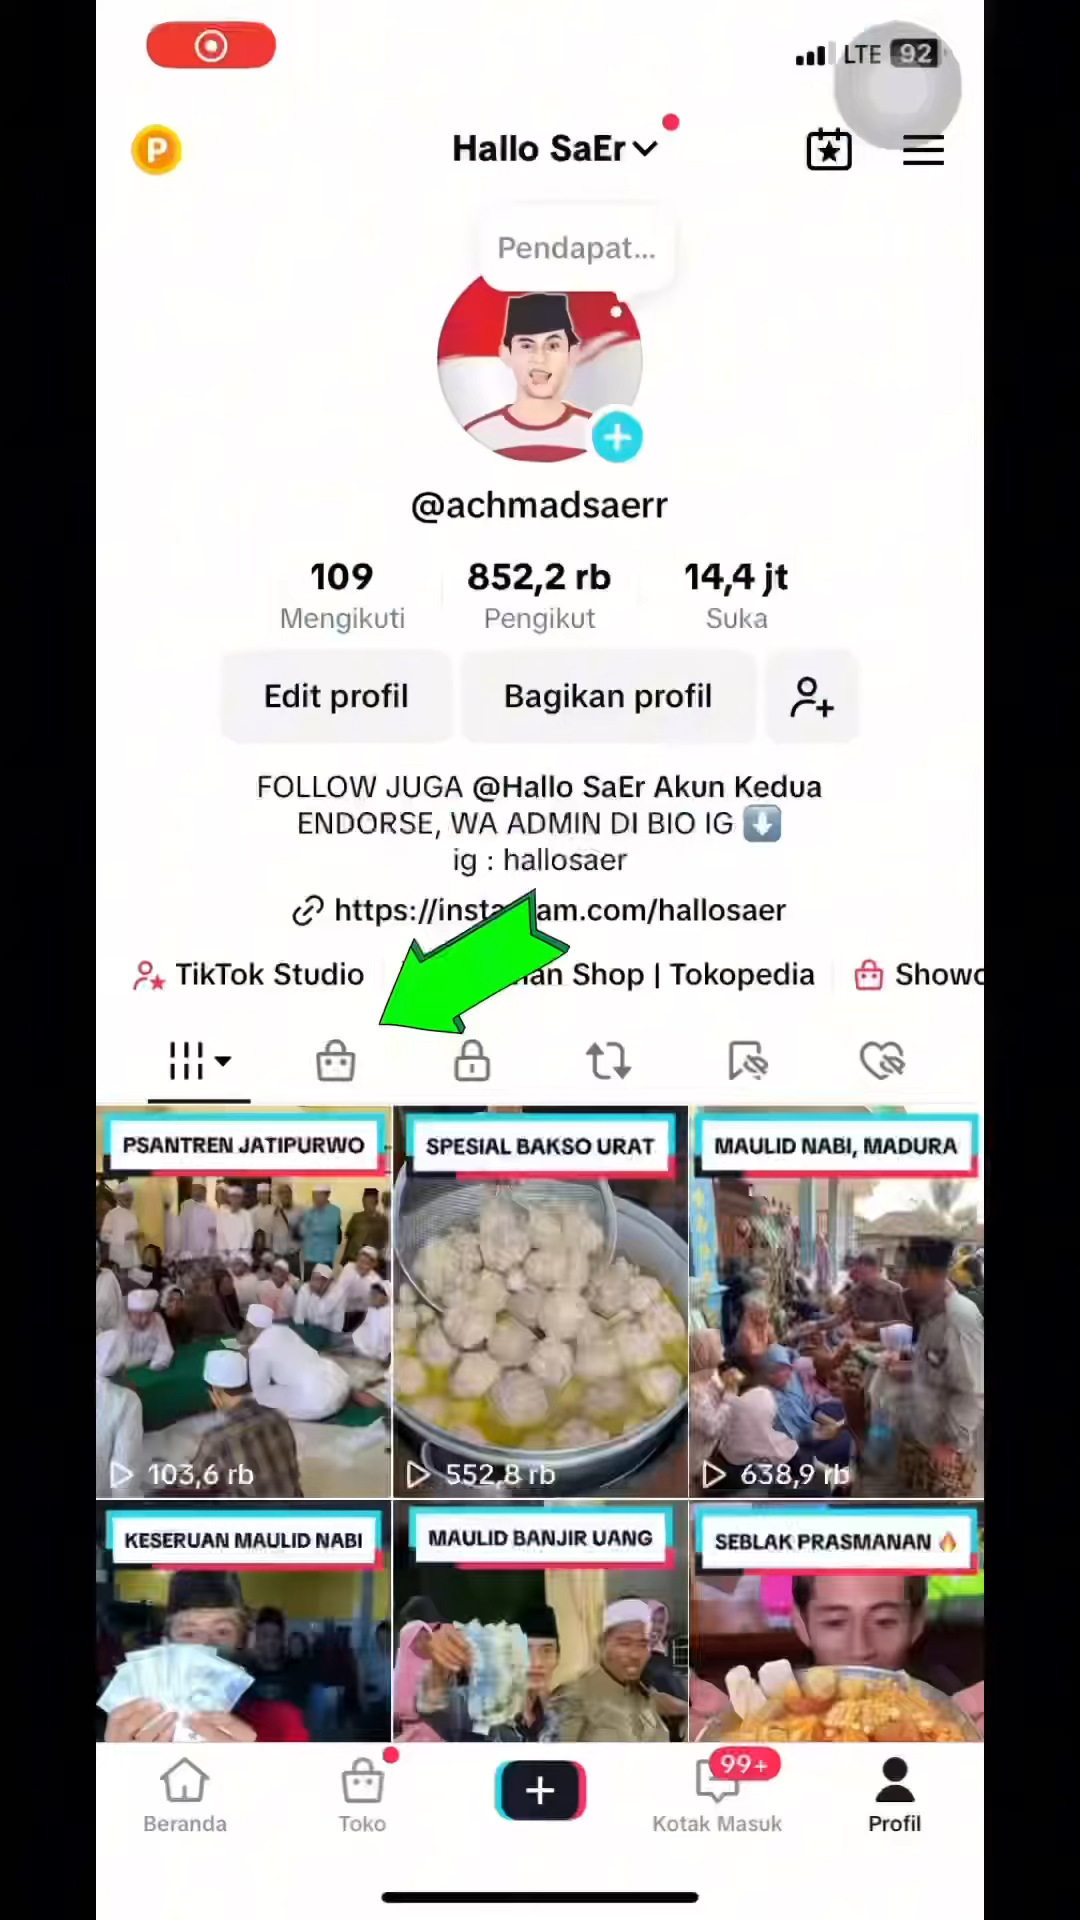 LTE 92
P
Hallo SaEr
Pendapat...
@achmadsaerr
109
Mengikuti
852,2 rb
Pengikut
14,4 jt
Suka
Edit profil
Bagikan profil
FOLLOW JUGA @Hallo SaEr Akun Kedua
ENDORSE, WA ADMIN DI BIO IG ⬇️
ig : hallosaer
https://insta am.com/hallosaer
TikTok Studio
an Shop | Tokopedia
Showc
PSANTREN JATIPURWO
SPESIAL BAKSO URAT
MAULID NABI, MADURA
103,6 rb
552,8 rb
638,9 rb
KESERUAN MAULID NABI
MAULID BANJIR UANG
SEBLAK PRASMANAN 🔥
Beranda
Toko
99+
Kotak Masuk
Profil